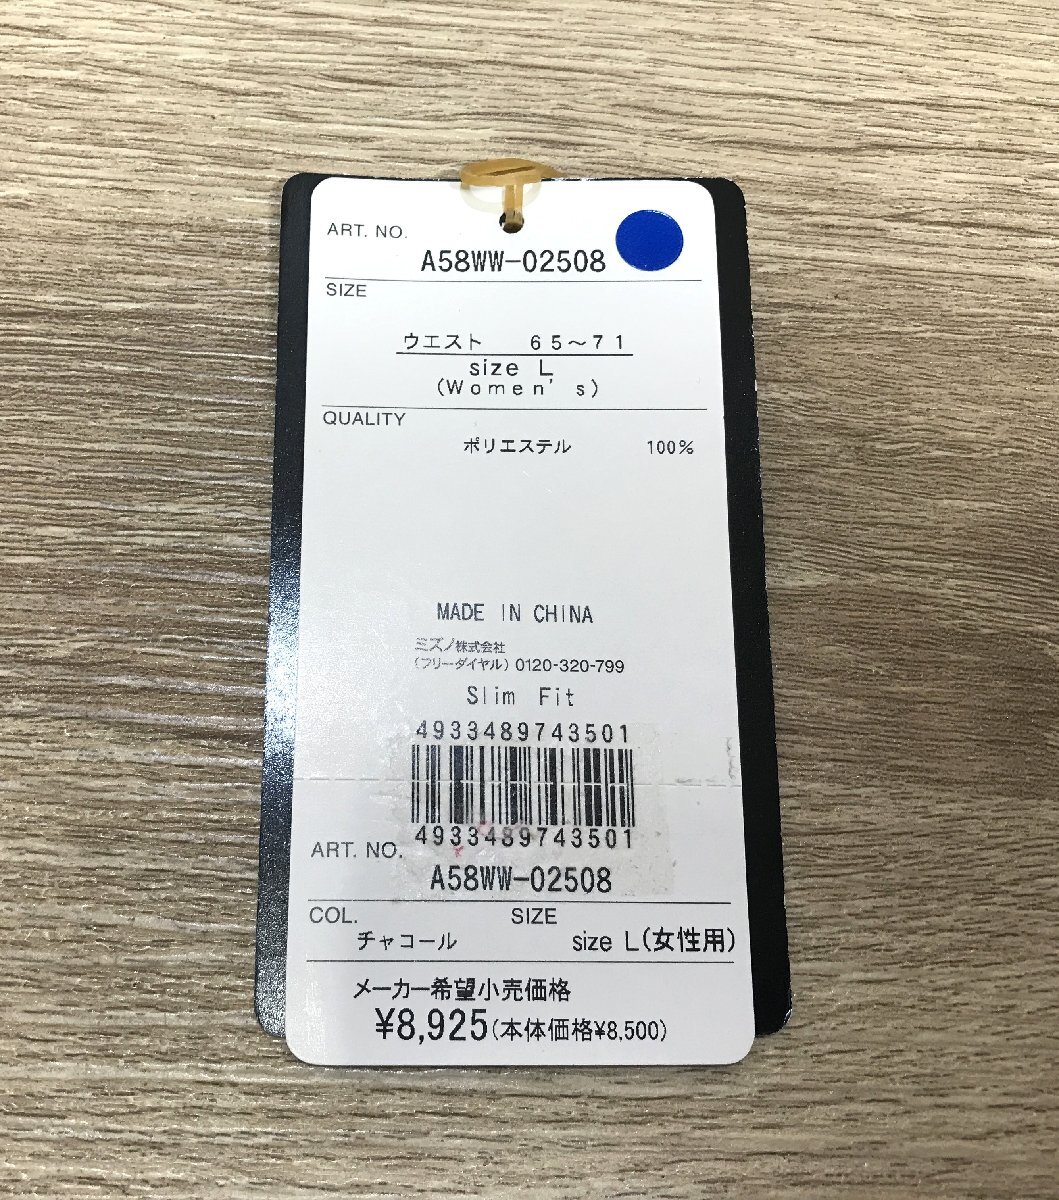 ART. NO.
A58WW-02508
SIZE
ウエスト　65～71
size L
(Women's)
QUALITY
ポリエステル　100%
MADE IN CHINA
ミズノ株式会社
(フリーダイヤル) 0120-320-799
Slim Fit
4933489743501
4933489743501
ART. NO.
A58WW-02508
COL.　SIZE
チャコール　size L(女性用)
メーカー希望小売価格
¥8,925(本体価格¥8,500)